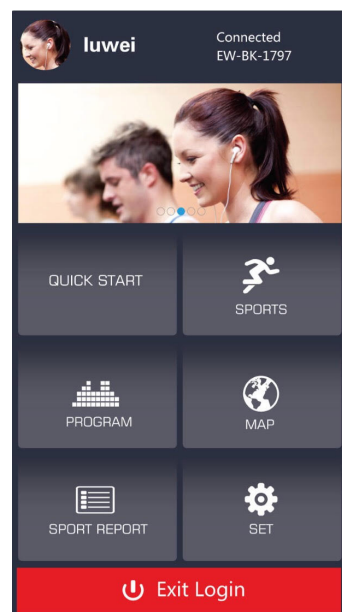 luwei
Connected
EW-BK-1797
QUICK START
SPORTS
PROGRAM
MAP
SPORT REPORT
SET
Exit Login